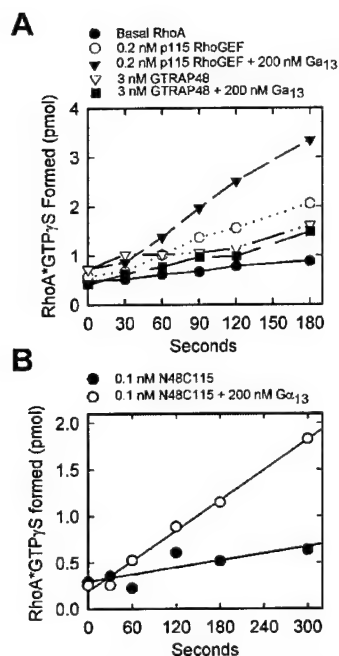 A
Basal RhoA
0.2 nM p115 RhoGEF
0.2 nM p115 RhoGEF + 200 nM Ga13
3 nM GTRAP48
3 nM GTRAP48 + 200 nM Ga13
RhoA*GTPγS Formed (pmol)
4
3
2
1
0
0 30 60 90 120 150 180
Seconds
B
0.1 nM N48C115
0.1 nM N48C115 + 200 nM Gα13
RhoA*GTPγS formed (pmol)
2.0
1.5
1.0
0.5
0.0
0 60 120 180 240 300
Seconds